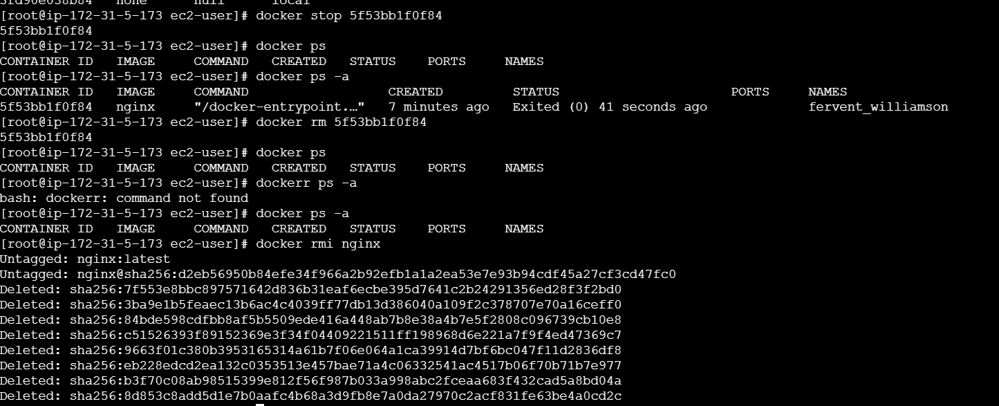 3fd90e038b84   none      null      local
[root@ip-172-31-5-173 ec2-user]# docker stop 5f53bb1f0f84
5f53bb1f0f84
[root@ip-172-31-5-173 ec2-user]# docker ps
CONTAINER ID   IMAGE     COMMAND   CREATED   STATUS    PORTS     NAMES
[root@ip-172-31-5-173 ec2-user]# docker ps -a
CONTAINER ID   IMAGE     COMMAND                  CREATED         STATUS                      PORTS     NAMES
5f53bb1f0f84   nginx     "/docker-entrypoint.…"   7 minutes ago   Exited (0) 41 seconds ago             fervent_williamson
[root@ip-172-31-5-173 ec2-user]# docker rm 5f53bb1f0f84
5f53bb1f0f84
[root@ip-172-31-5-173 ec2-user]# docker ps
CONTAINER ID   IMAGE     COMMAND   CREATED   STATUS    PORTS     NAMES
[root@ip-172-31-5-173 ec2-user]# dockerr ps -a
bash: dockerr: command not found
[root@ip-172-31-5-173 ec2-user]# docker ps -a
CONTAINER ID   IMAGE     COMMAND   CREATED   STATUS    PORTS     NAMES
[root@ip-172-31-5-173 ec2-user]# docker rmi nginx
Untagged: nginx:latest
Untagged: nginx@sha256:d2eb56950b84efe34f966a2b92efb1a1a2ea53e7e93b94cdf45a27cf3cd47fc0
Deleted: sha256:7f553e8bbc897571642d836b31eaf6ecbe395d7641c2b24291356ed28f3f2bd0
Deleted: sha256:3ba9e1b5feaec13b6ac4c4039ff77db13d386040a109f2c378707e70a16ceff0
Deleted: sha256:84bde598cdfbb8af5b5509ede416a448ab7b8e38a4b7e5f2808c096739cb10e8
Deleted: sha256:c51526393f89152369e3f34f04409221511ff198968d6e221a7f9f4ed47369c7
Deleted: sha256:9663f01c380b3953165314a61b7f06e064a1ca39914d7bf6bc047f11d2836df8
Deleted: sha256:eb228edcd2ea132c0353513e457bae71a4c06332541ac4517b06f70b71b7e977
Deleted: sha256:b3f70c08ab98515399e812f56f987b033a998abc2fceaa683f432cad5a8bd04a
Deleted: sha256:8d853c8add5d1e7b0aafc4b68a3d9fb8e7a0da27970c2acf831fe63be4a0cd2c